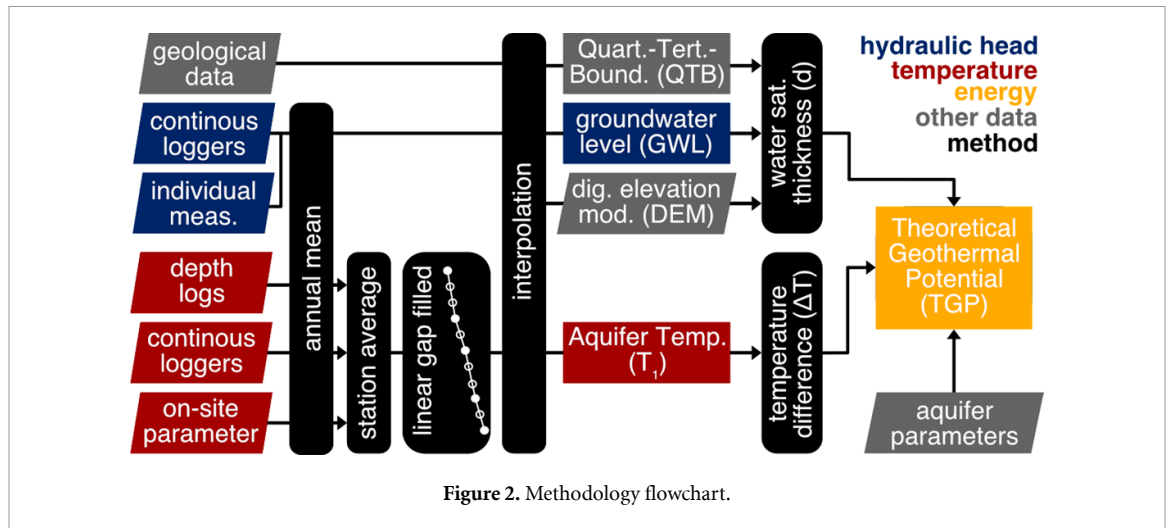 geological
data
continous
loggers
individual
meas.
depth
logs
continous
loggers
on-site
parameter
annual mean
station average
linear gap filled
interpolation
Quart.-Tert.-
Bound. (QTB)
groundwater
level (GWL)
dig. elevation
mod. (DEM)
Aquifer Temp.
(T₁)
water sat.
thickness (d)
temperature
difference (ΔT)
hydraulic head
temperature
energy
other data
method
Theoretical
Geothermal
Potential
(TGP)
aquifer
parameters
Figure 2. Methodology flowchart.